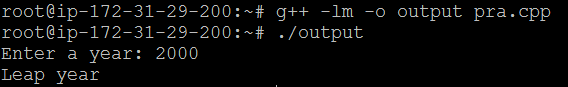 root@ip-172-31-29-200:~# g++ -lm -o output pra.cpp
root@ip-172-31-29-200:~# ./output
Enter a year: 2000
Leap year